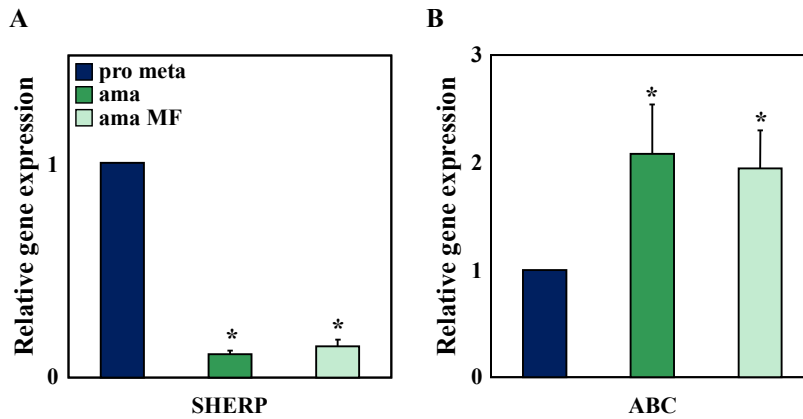 A
Relative gene expression
1
0
pro meta
ama
ama MF
*
*
SHERP
B
Relative gene expression
3
2
1
0
*
*
ABC